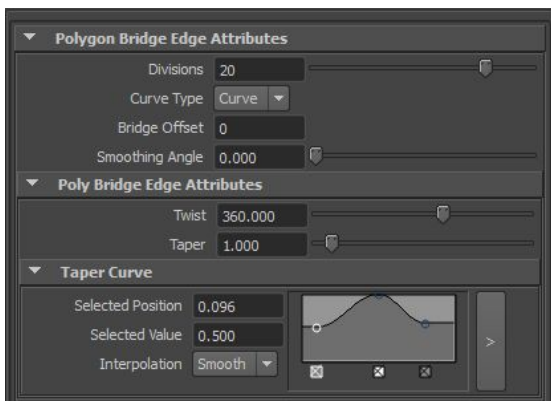 Polygon Bridge Edge Attributes
Divisions 20
Curve Type Curve
Bridge Offset 0
Smoothing Angle 0.000
Poly Bridge Edge Attributes
Twist 360.000
Taper 1.000
Taper Curve
Selected Position 0.096
Selected Value 0.500
Interpolation Smooth
>